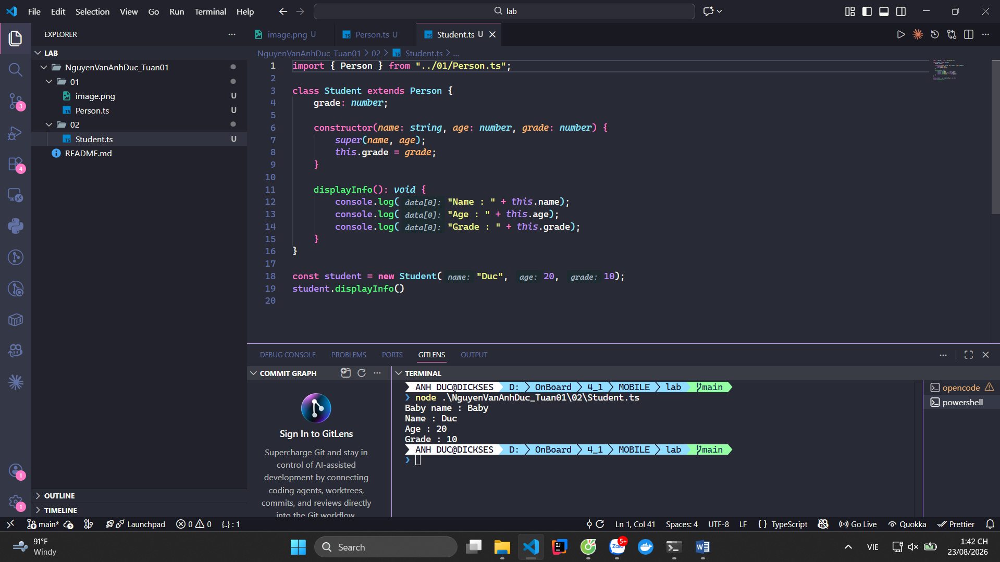 File Edit Selection View Go Run Terminal Help
lab
EXPLORER
LAB
NguyenVanAnhDuc_Tuan01
01
image.png U
Person.ts U
02
Student.ts U
README.md
OUTLINE
TIMELINE
3
4
1
1
image.png U
Person.ts U
Student.ts U
NguyenVanAnhDuc_Tuan01 > 02 > TS Student.ts > ...
1 import { Person } from "../01/Person.ts";
2
3 class Student extends Person {
4 grade: number;
5
6 constructor(name: string, age: number, grade: number) {
7 super(name, age);
8 this.grade = grade;
9 }
10
11 displayInfo(): void {
12 console.log( data[0]: "Name : " + this.name);
13 console.log( data[0]: "Age : " + this.age);
14 console.log( data[0]: "Grade : " + this.grade);
15 }
16 }
17
18 const student = new Student( name: "Duc", age: 20, grade: 10);
19 student.displayInfo()
20
DEBUG CONSOLE PROBLEMS PORTS GITLENS OUTPUT
COMMIT GRAPH
Sign In to GitLens
Supercharge Git and stay in
control of AI-assisted
development by connecting
coding agents, worktrees,
commits, and reviews directly
into the Git workflow.
TERMINAL
ANH DUC@DICKSES D: OnBoard 4_1 MOBILE lab main
❯ node .\NguyenVanAnhDuc_Tuan01\02\Student.ts
Baby name : Baby
Name : Duc
Age : 20
Grade : 10
ANH DUC@DICKSES D: OnBoard 4_1 MOBILE lab main
❯
opencode
powershell
main* Launchpad 0 0 {..} : 1
Ln 1, Col 41 Spaces: 4 UTF-8 LF { } TypeScript Go Live Quokka Prettier
91°F
Windy
Search
Zalo 5+
VIE
1:42 CH
23/08/2026